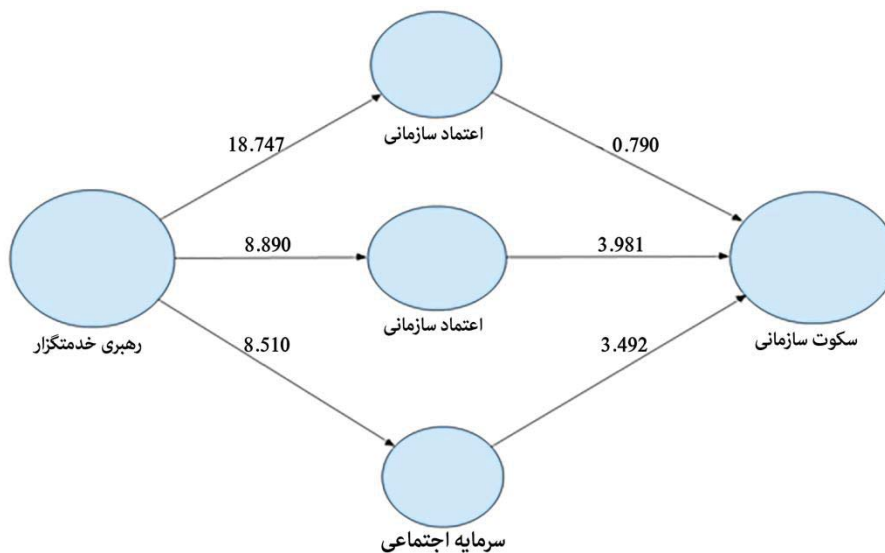 اعتماد سازمانی
18.747
0.790
8.890
3.981
رهبری خدمتگزار
اعتماد سازمانی
سکوت سازمانی
8.510
3.492
سرمایه اجتماعی